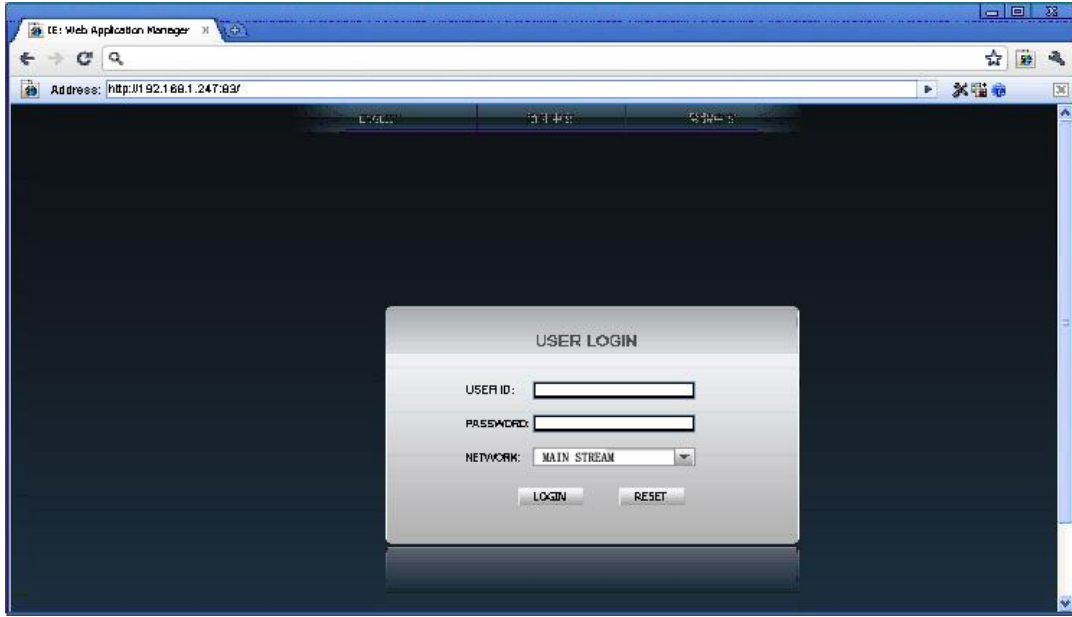 IE: Web Application Manager
Address: http://192.168.1.247:83/
ENGLISH
USER LOGIN
USER ID:
PASSWORD:
NETWORK: MAIN STREAM
LOGIN RESET